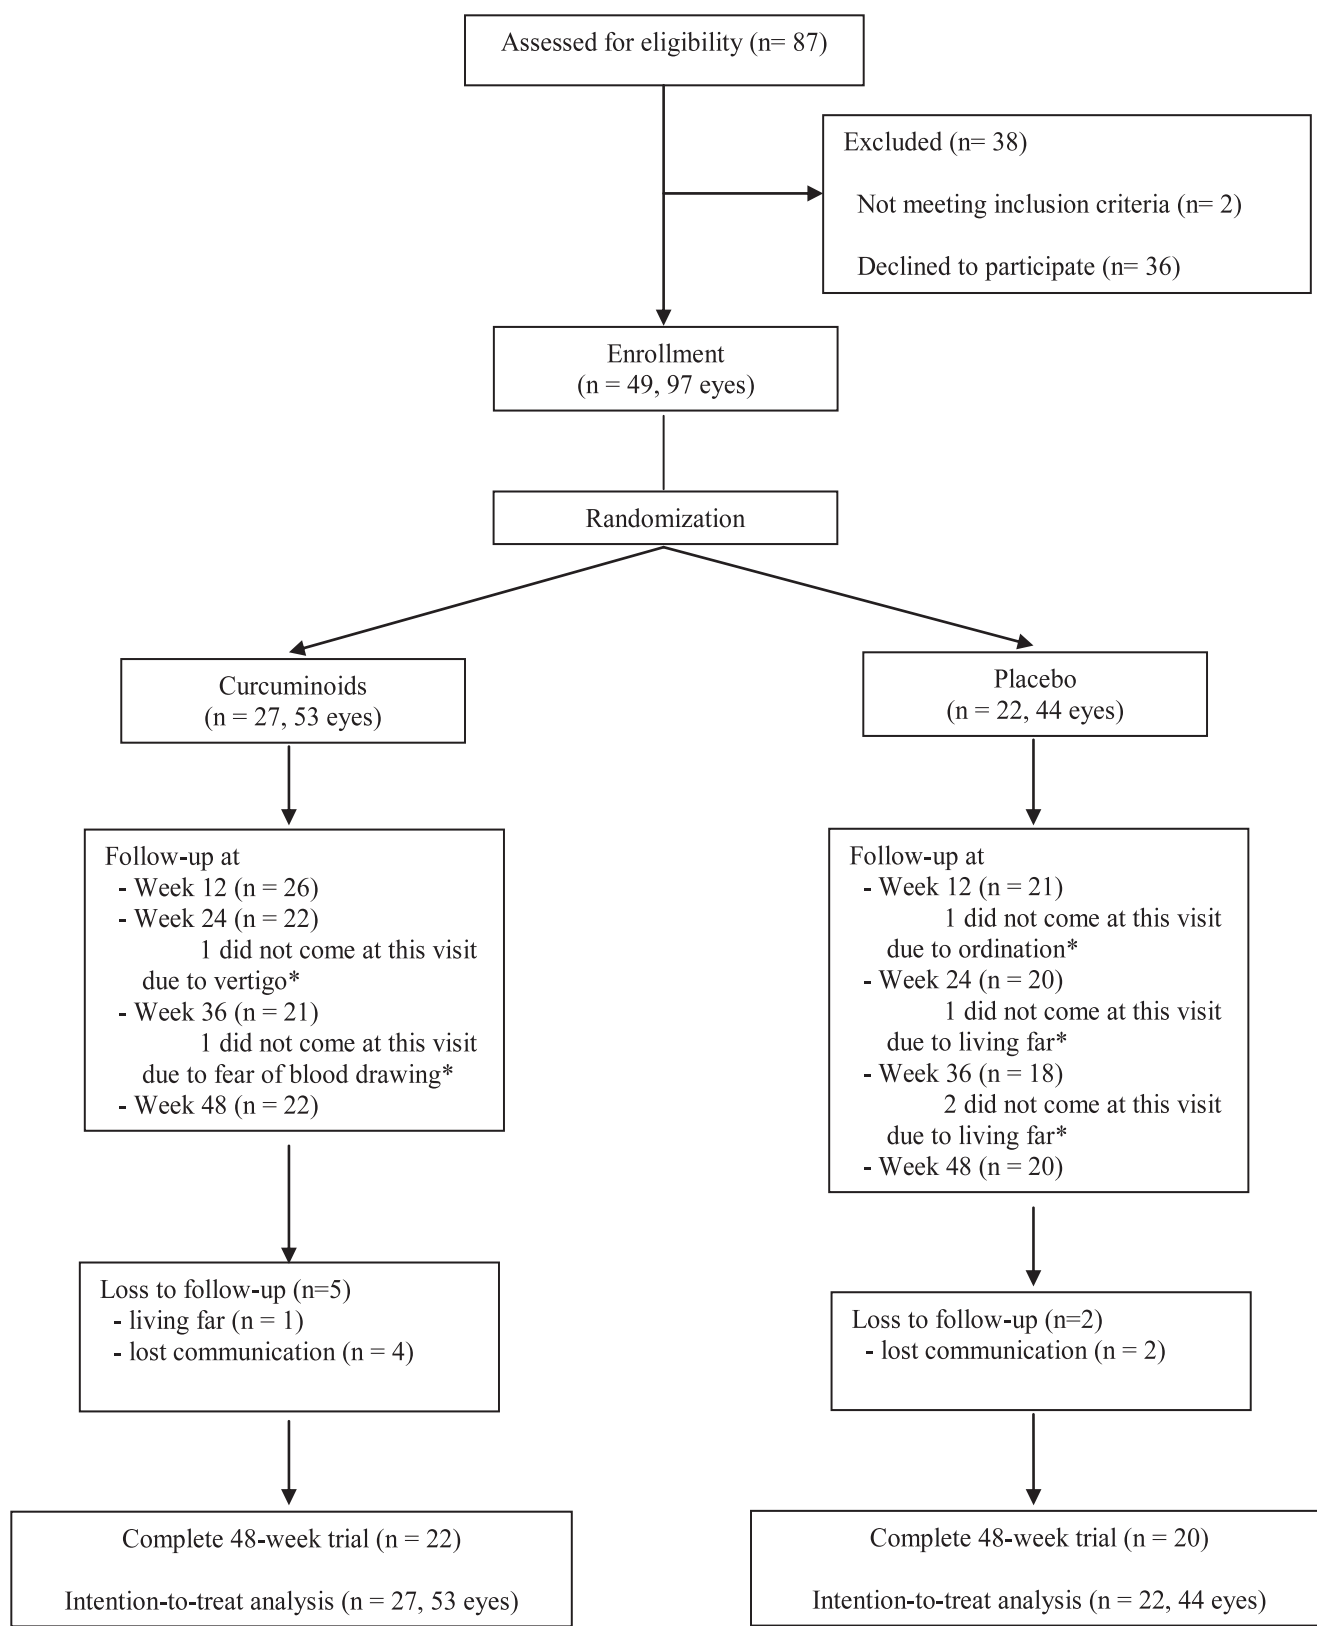 Assessed for eligibility (n= 87)
Excluded (n= 38)
Not meeting inclusion criteria (n= 2)
Declined to participate (n= 36)
Enrollment
(n = 49, 97 eyes)
Randomization
Curcuminoids
(n = 27, 53 eyes)
Placebo
(n = 22, 44 eyes)
Follow-up at
- Week 12 (n = 26)
- Week 24 (n = 22)
1 did not come at this visit
due to vertigo*
- Week 36 (n = 21)
1 did not come at this visit
due to fear of blood drawing*
- Week 48 (n = 22)
Follow-up at
- Week 12 (n = 21)
1 did not come at this visit
due to ordination*
- Week 24 (n = 20)
1 did not come at this visit
due to living far*
- Week 36 (n = 18)
2 did not come at this visit
due to living far*
- Week 48 (n = 20)
Loss to follow-up (n=5)
- living far (n = 1)
- lost communication (n = 4)
Loss to follow-up (n=2)
- lost communication (n = 2)
Complete 48-week trial (n = 22)
Intention-to-treat analysis (n = 27, 53 eyes)
Complete 48-week trial (n = 20)
Intention-to-treat analysis (n = 22, 44 eyes)